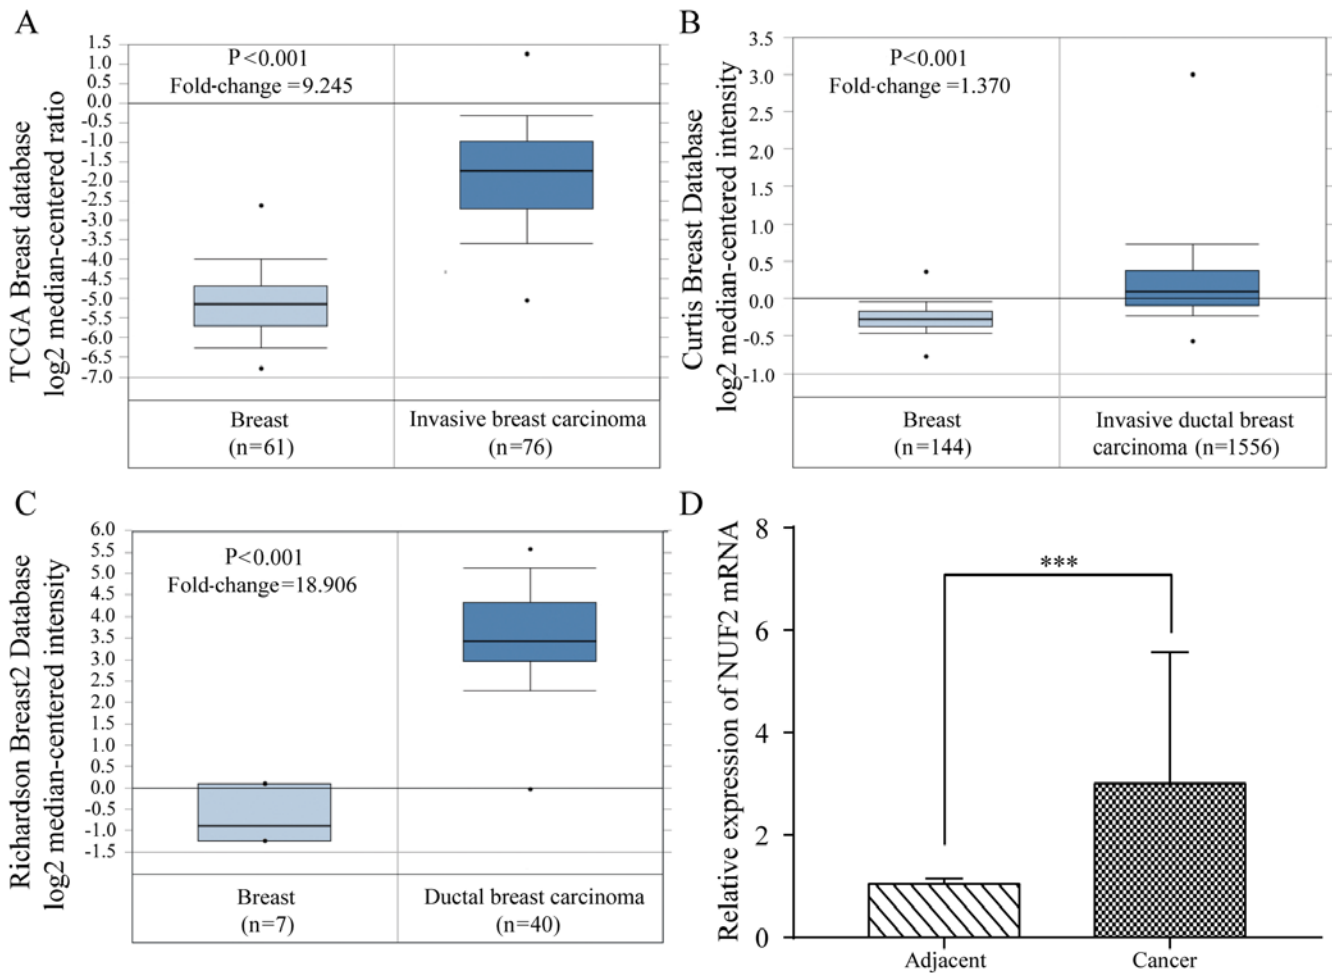 A
TCGA Breast database
log2 median-centered ratio
1.5
1.0
0.5
0.0
-0.5
-1.0
-1.5
-2.0
-2.5
-3.0
-3.5
-4.0
-4.5
-5.0
-5.5
-6.0
-6.5
-7.0
P<0.001
Fold-change =9.245
Breast
(n=61)
Invasive breast carcinoma
(n=76)
B
Curtis Breast Database
log2 median-centered intensity
3.5
3.0
2.5
2.0
1.5
1.0
0.5
0.0
-0.5
-1.0
P<0.001
Fold-change =1.370
Breast
(n=144)
Invasive ductal breast
carcinoma (n=1556)
C
Richardson Breast2 Database
log2 median-centered intensity
6.0
5.5
5.0
4.5
4.0
3.5
3.0
2.5
2.0
1.5
1.0
0.5
0.0
-0.5
-1.0
-1.5
P<0.001
Fold-change=18.906
Breast
(n=7)
Ductal breast carcinoma
(n=40)
D
Relative expression of NUF2 mRNA
8
6
4
2
0
***
Adjacent
Cancer